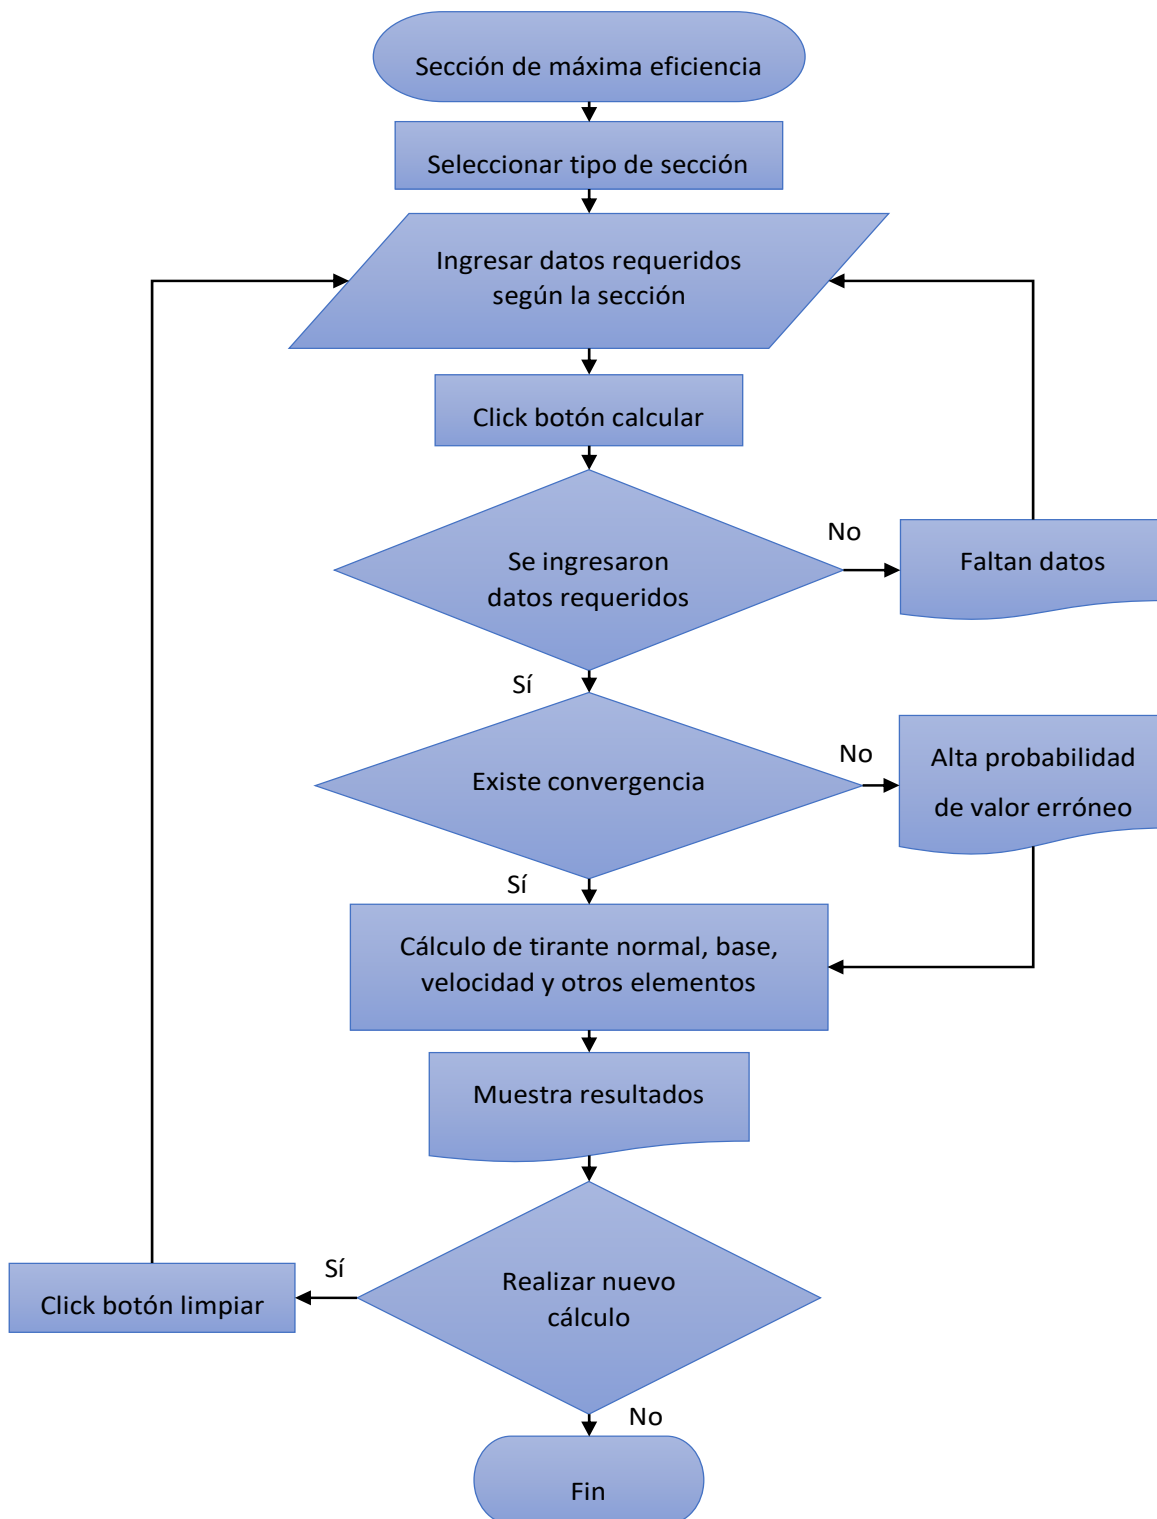 Sección de máxima eficiencia
Seleccionar tipo de sección
Ingresar datos requeridos
según la sección
Click botón calcular
No
Se ingresaron
datos requeridos
Faltan datos
Sí
No
Existe convergencia
Alta probabilidad
de valor erróneo
Sí
Cálculo de tirante normal, base,
velocidad y otros elementos
Muestra resultados
Sí
Realizar nuevo
cálculo
Click botón limpiar
No
Fin